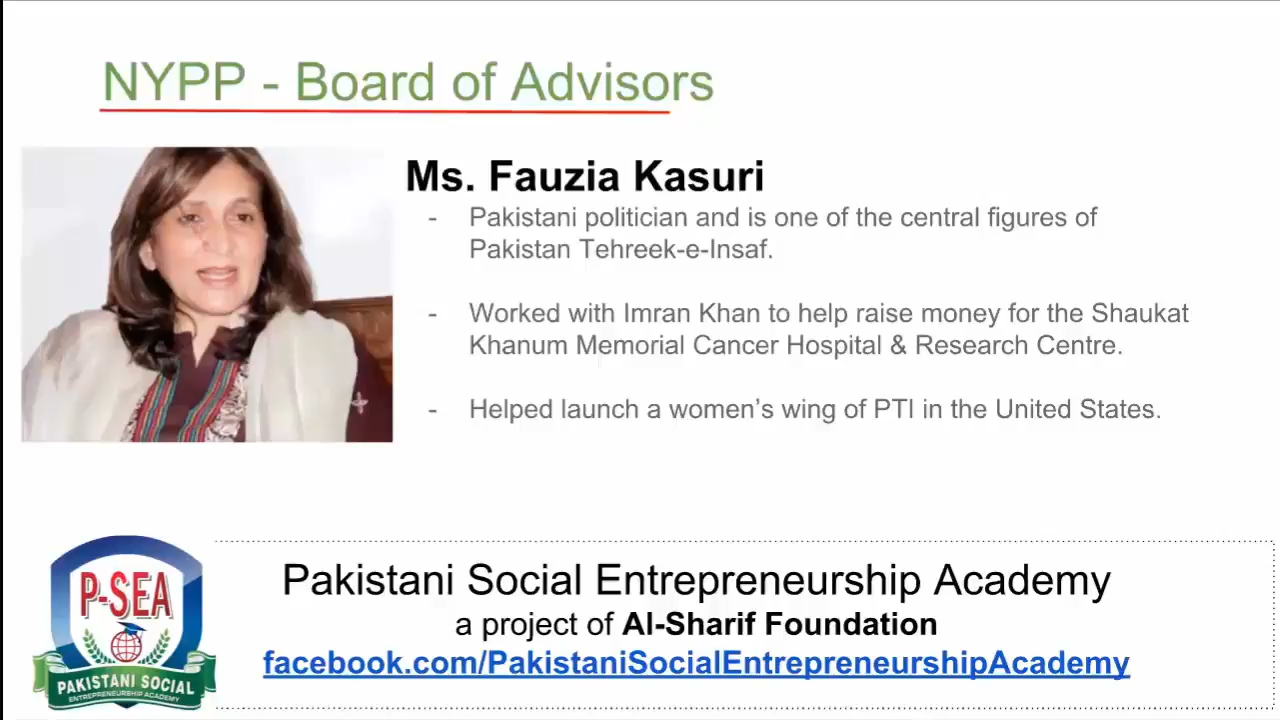 NYPP - Board of Advisors
Ms. Fauzia Kasuri
- Pakistani politician and is one of the central figures of
Pakistan Tehreek-e-Insaf.
- Worked with Imran Khan to help raise money for the Shaukat
Khanum Memorial Cancer Hospital & Research Centre.
- Helped launch a women’s wing of PTI in the United States.
P-SEA
PAKISTANI SOCIAL
ENTREPRENEURSHIP ACADEMY
Pakistani Social Entrepreneurship Academy
a project of Al-Sharif Foundation
facebook.com/PakistaniSocialEntrepreneurshipAcademy